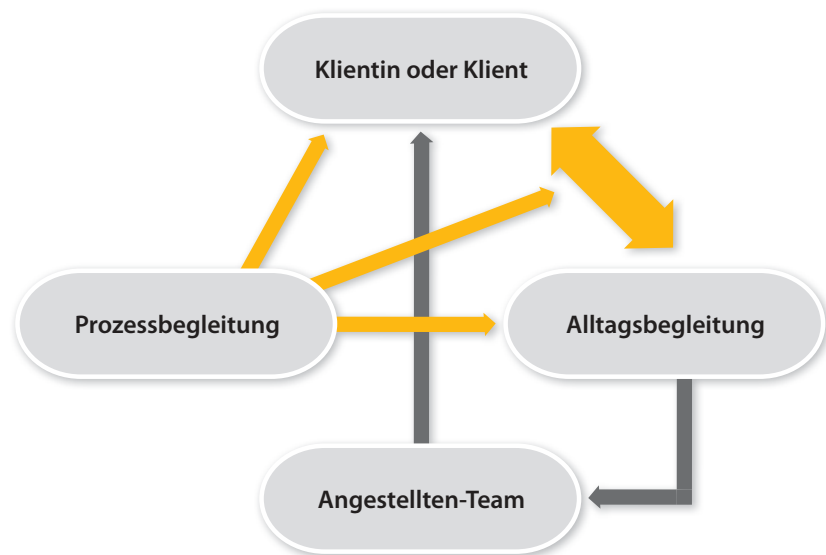 Klientin oder Klient
Prozessbegleitung
Alltagsbegleitung
Angestellten-Team